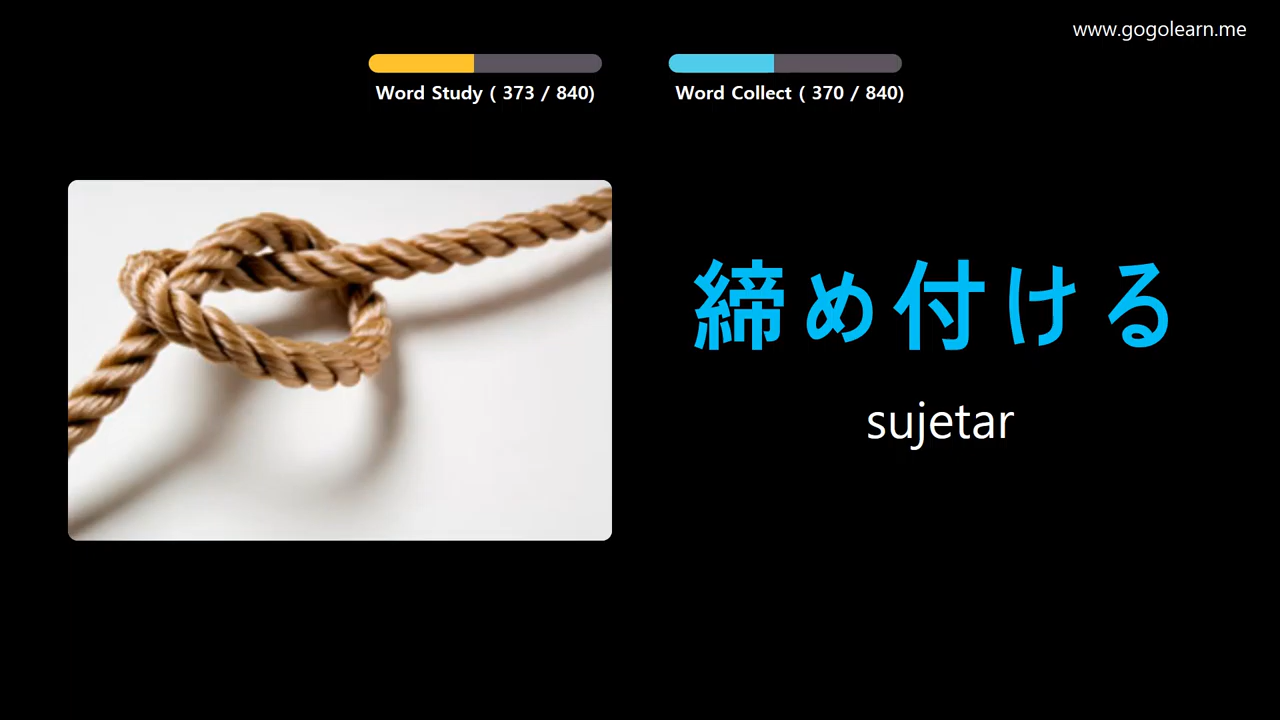 www.gogolearn.me
Word Study ( 373 / 840)
Word Collect ( 370 / 840)
締め付ける
sujetar